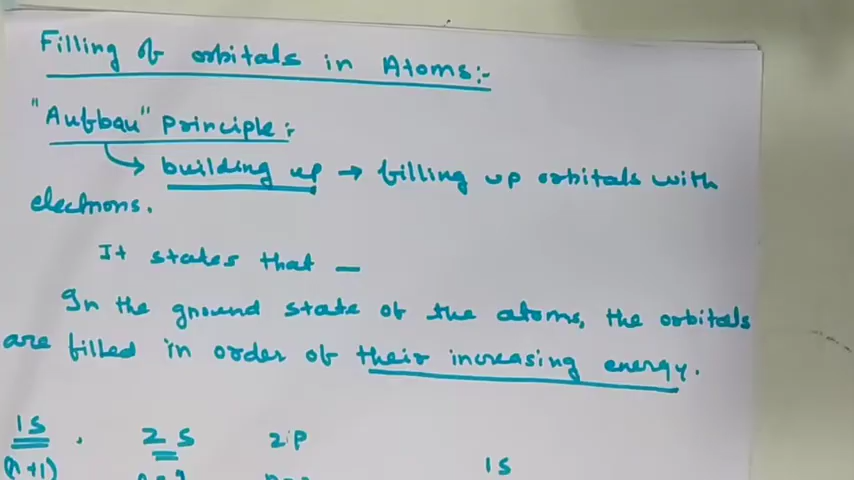 Filling of orbitals in Atoms:-
"Aufbau" principle:
→ building up → filling up orbitals with
electrons.
It states that —
In the ground state of the atoms, the orbitals
are filled in order of their increasing energy.
1S . 2S 2P
1S
(n+1)